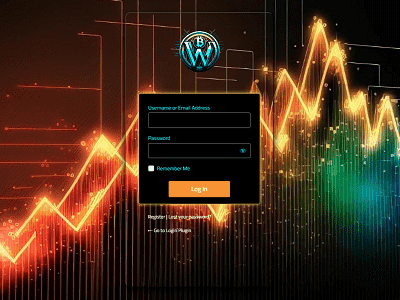 Username or Email Address
Password
Remember Me
Log In
Register | Lost your password?
← Go to Login Plugin